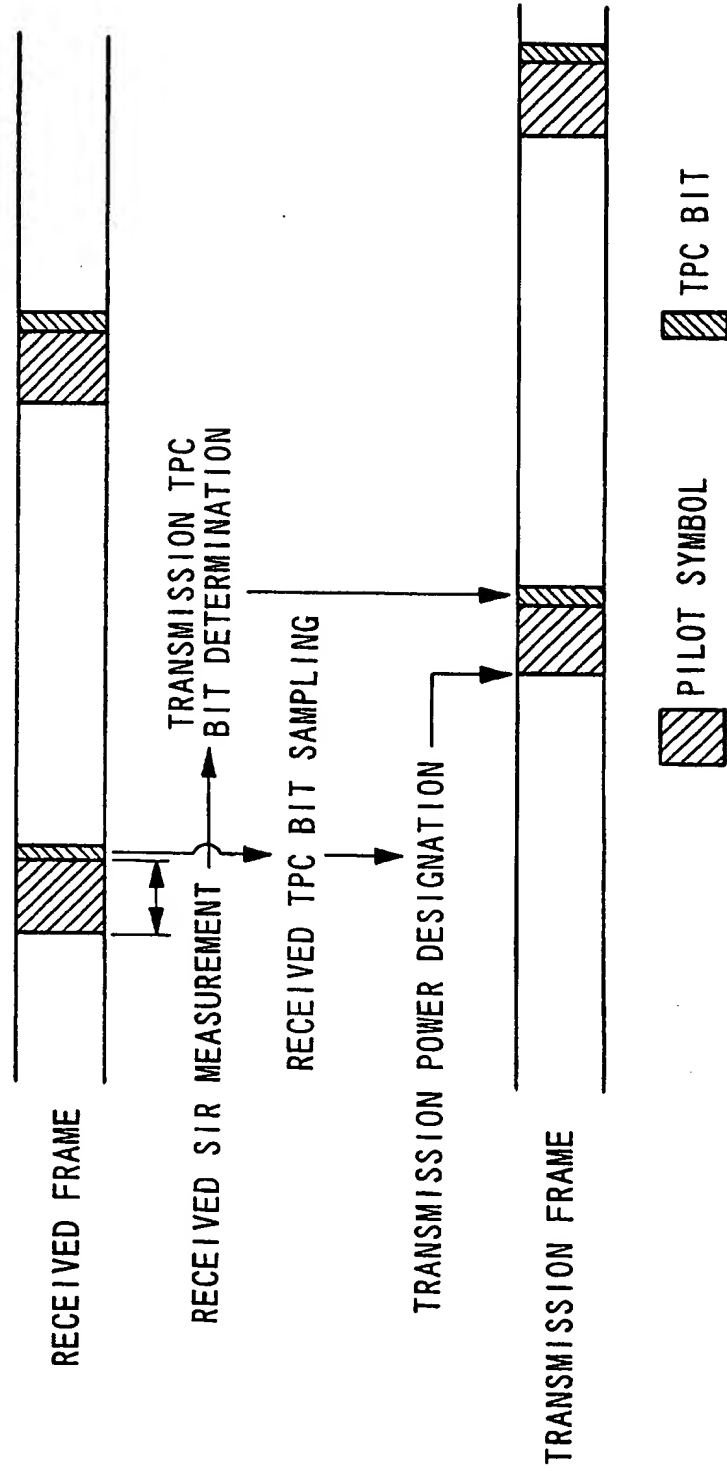 RECEIVED FRAME
RECEIVED SIR MEASUREMENT
TRANSMISSION TPC
BIT DETERMINATION
RECEIVED TPC BIT SAMPLING
TRANSMISSION POWER DESIGNATION
TRANSMISSION FRAME
PILOT SYMBOL
TPC BIT